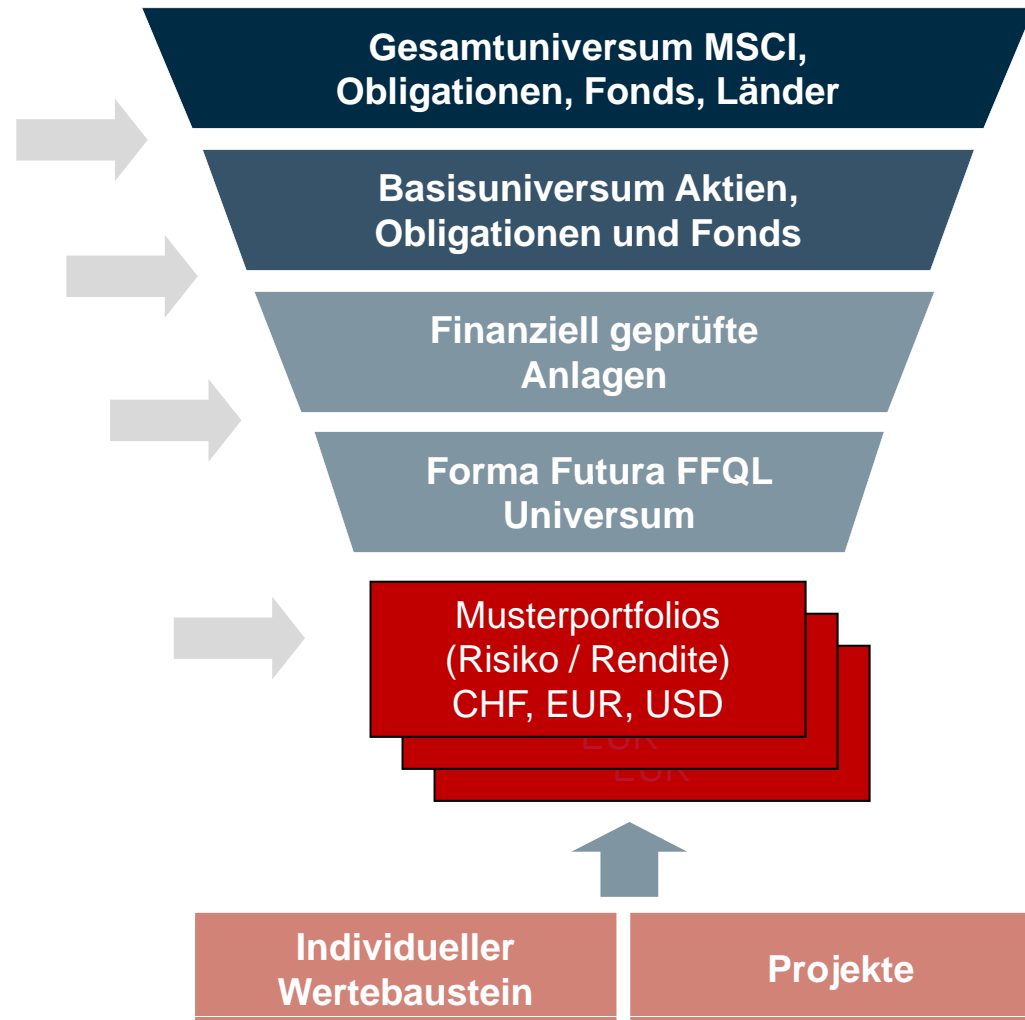 Gesamtuniversum MSCI,
Obligationen, Fonds, Länder
Basisuniversum Aktien,
Obligationen und Fonds
Finanziell geprüfte
Anlagen
Forma Futura FFQL
Universum
Musterportfolios
(Risiko / Rendite)
CHF, EUR, USD
EUR
EUR
Individueller
Wertebaustein
Projekte